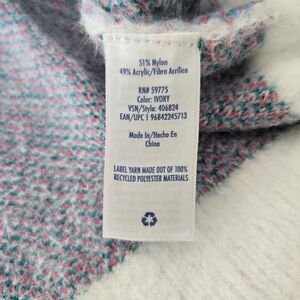 51% Nylon
49% Acrylic/Fibra Acrílica
RN# 59775
Color: IVORY
VSN/Style: 406824
EAN/UPC 1 96842245713
Made In/Hecho En
China
LABEL YARN MADE OUT OF 100%
RECYCLED POLYESTER MATERIALS